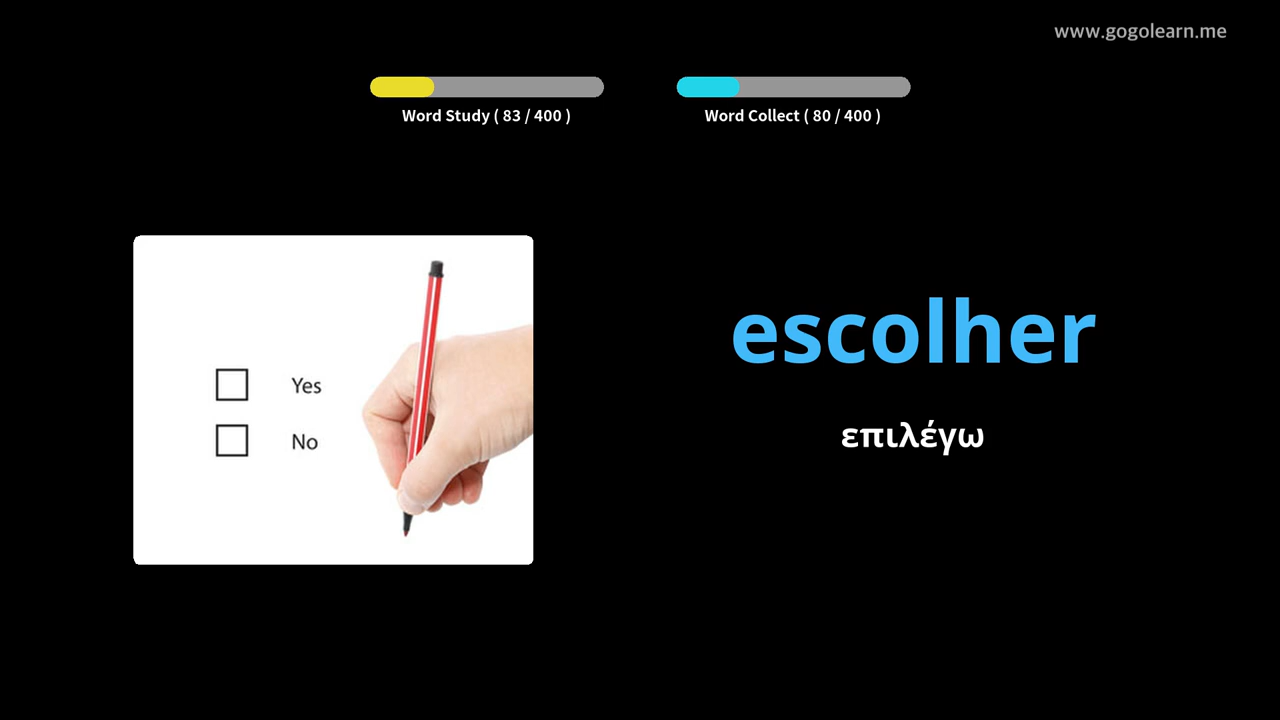 www.gogolearn.me
Word Study ( 83 / 400 )
Word Collect ( 80 / 400 )
Yes
No
escolher
επιλέγω